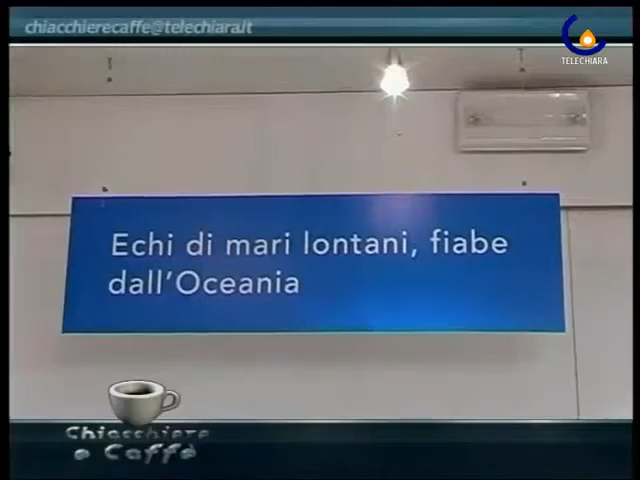 chiacchierecaffe@telechiara.it
TELECHIARA
Echi di mari lontani, fiabe
dall'Oceania
Chiacchiere
e Caffè